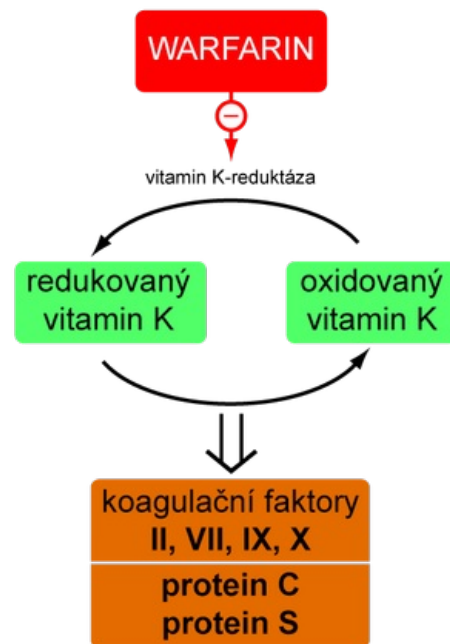 WARFARIN
−
vitamin K-reduktáza
redukovaný
vitamin K
oxidovaný
vitamin K
koagulační faktory
II, VII, IX, X
protein C
protein S